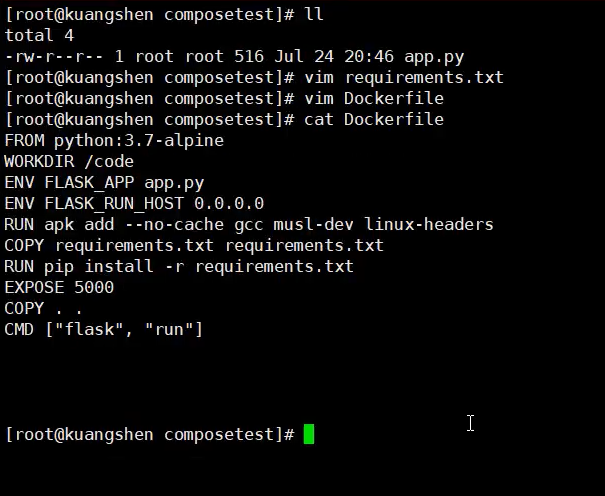 [root@kuangshen composetest]# ll
total 4
-rw-r--r-- 1 root root 516 Jul 24 20:46 app.py
[root@kuangshen composetest]# vim requirements.txt
[root@kuangshen composetest]# vim Dockerfile
[root@kuangshen composetest]# cat Dockerfile
FROM python:3.7-alpine
WORKDIR /code
ENV FLASK_APP app.py
ENV FLASK_RUN_HOST 0.0.0.0
RUN apk add --no-cache gcc musl-dev linux-headers
COPY requirements.txt requirements.txt
RUN pip install -r requirements.txt
EXPOSE 5000
COPY . .
CMD ["flask", "run"]
[root@kuangshen composetest]#